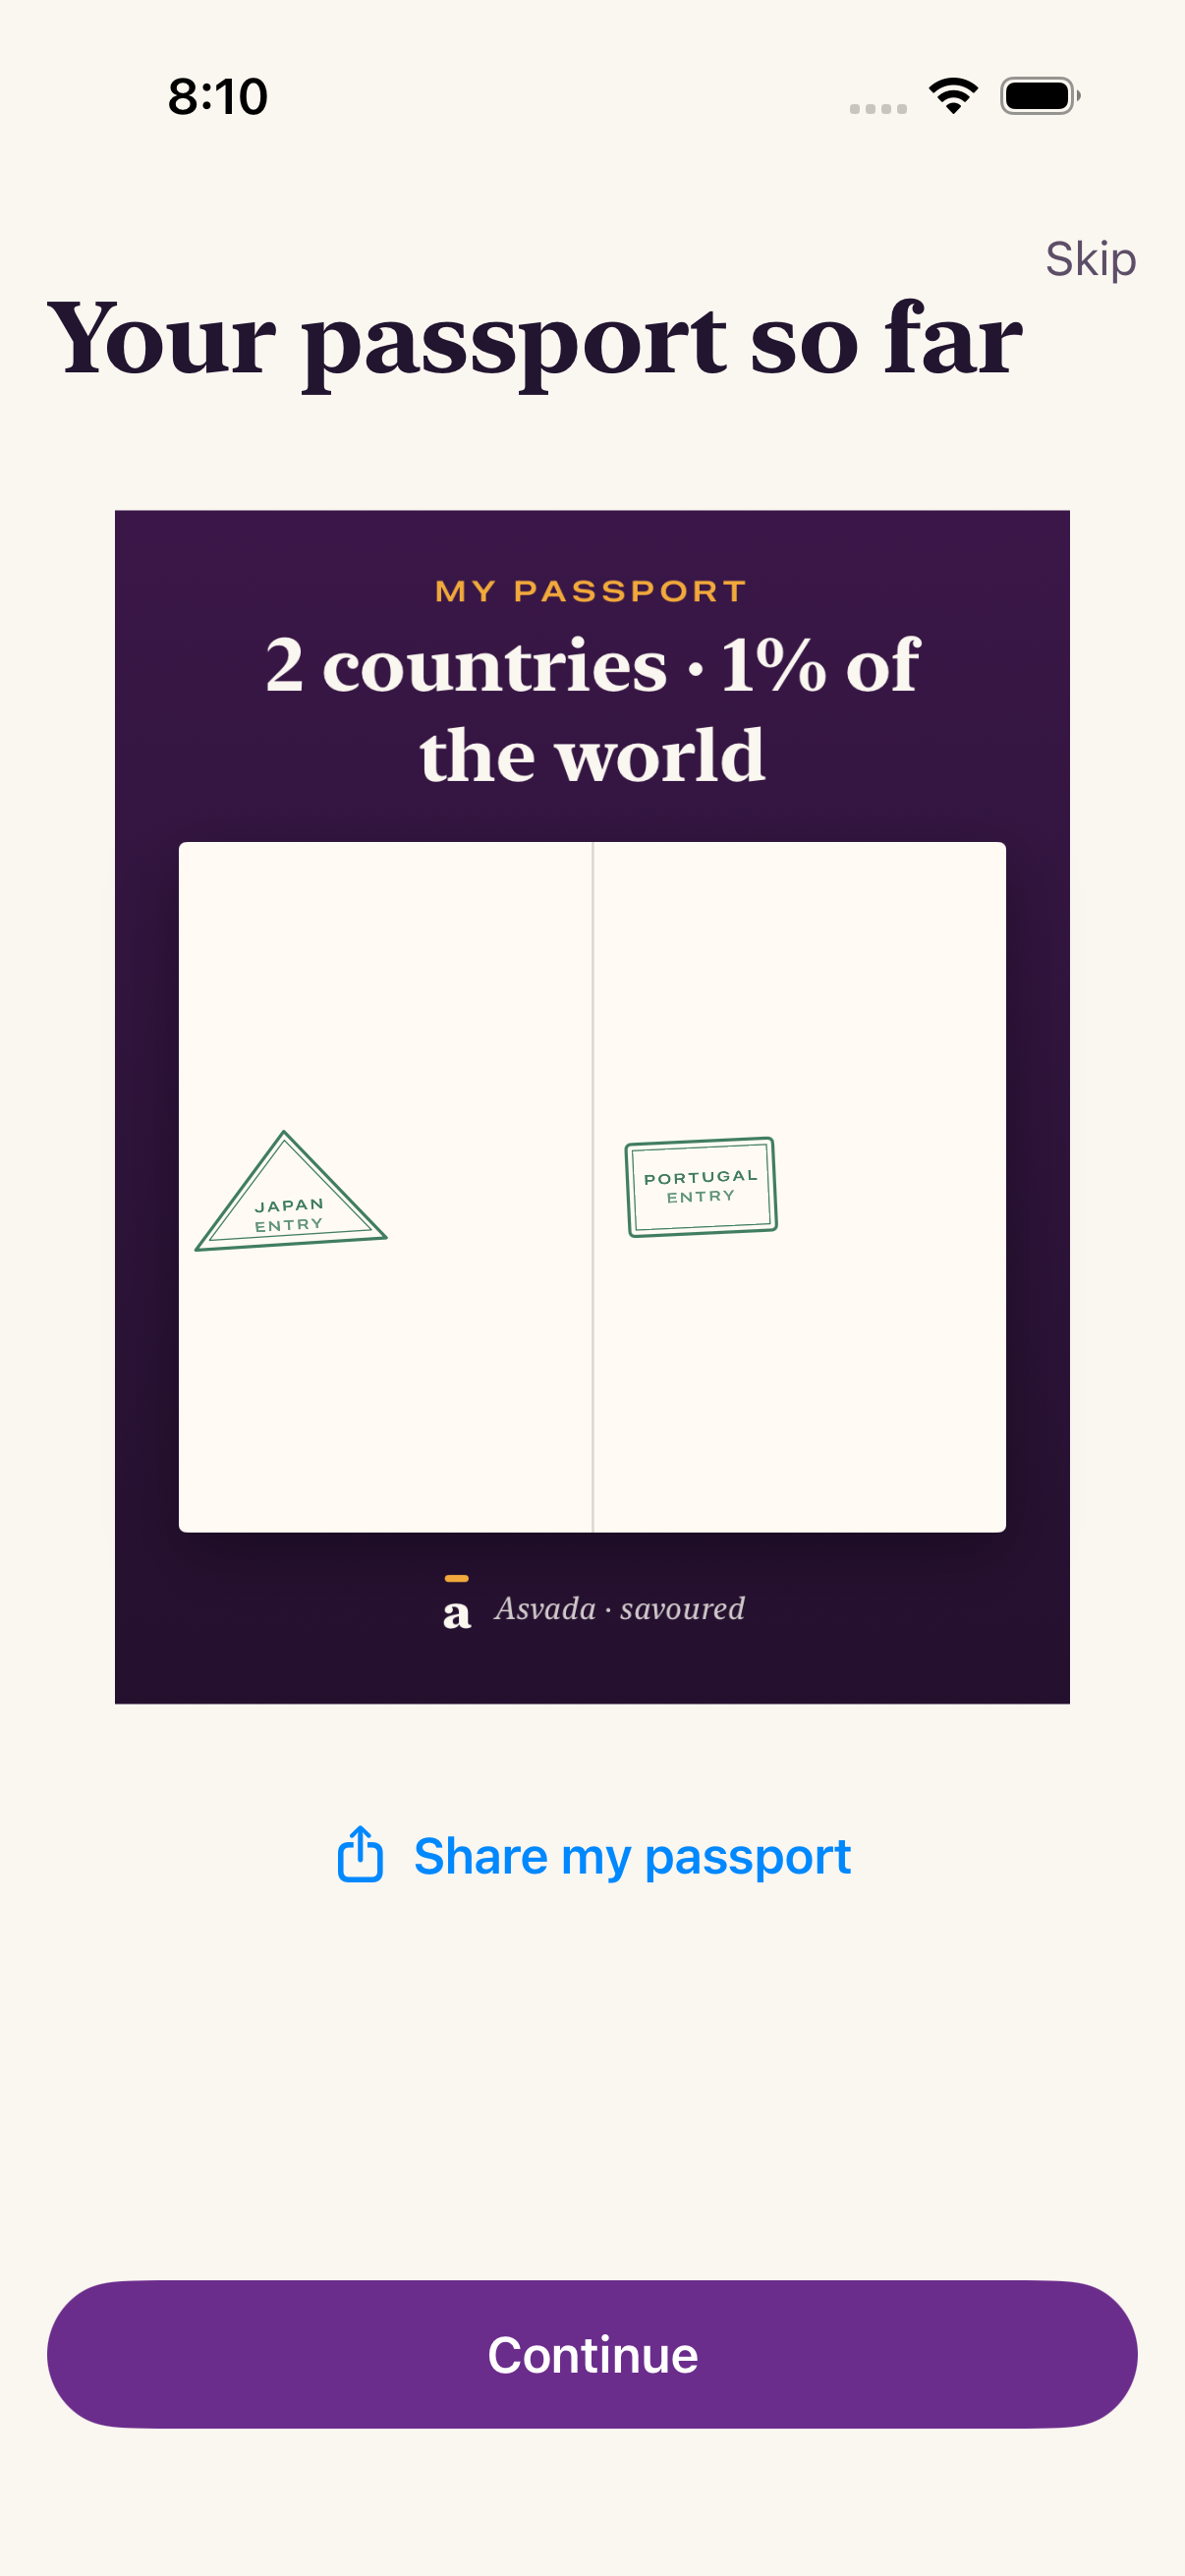 8:10
Skip
Your passport so far
MY PASSPORT
2 countries · 1% of
the world
JAPAN
ENTRY
PORTUGAL
ENTRY
ā Asvada · savoured
Share my passport
Continue